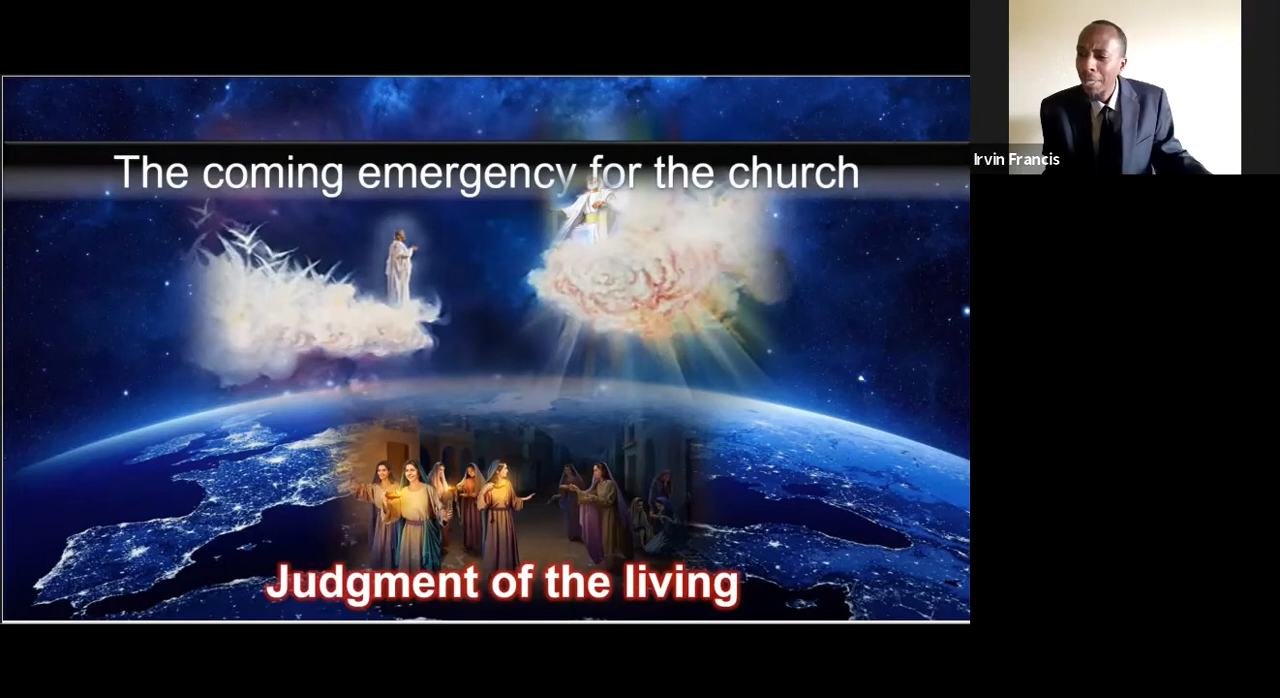 The coming emergency for the church
Irvin Francis
Judgment of the living